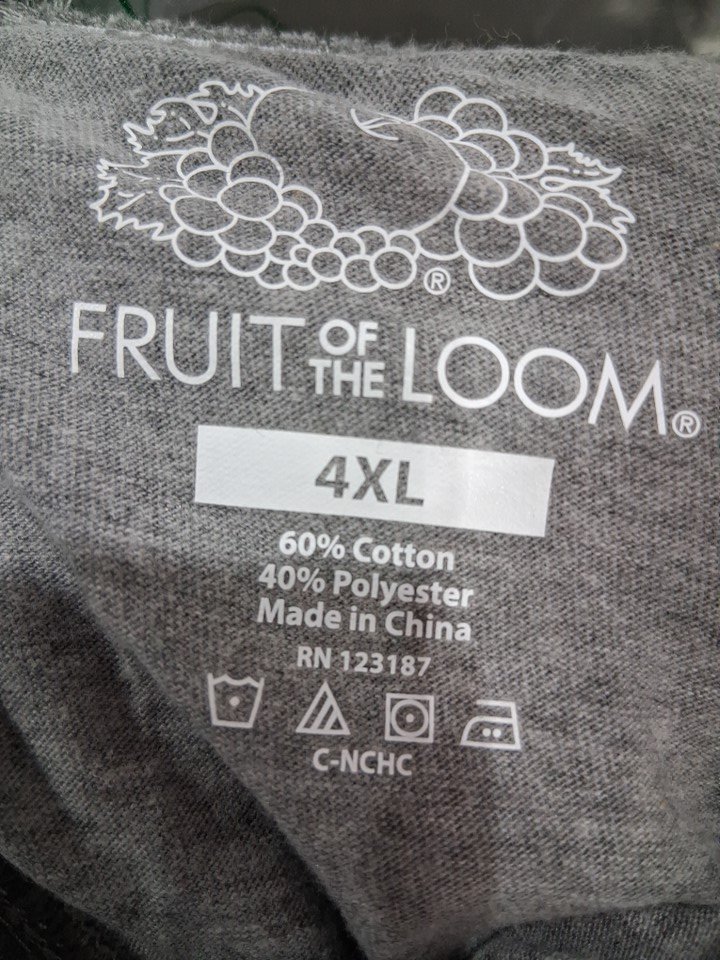 ®
FRUIT OF THE LOOM®
4XL
60% Cotton
40% Polyester
Made in China
RN 123187
C-NCHC